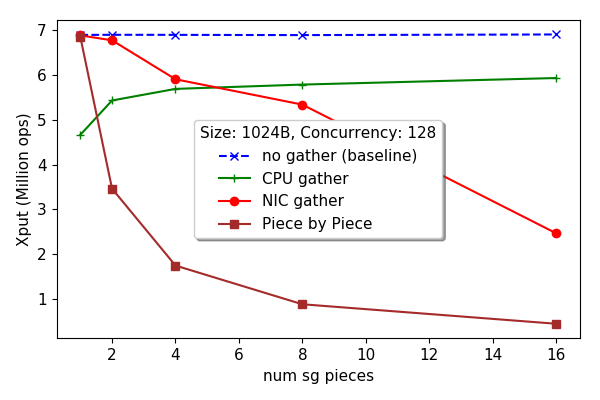 7
6
5
4
3
2
1
Xput (Million ops)
Size: 1024B, Concurrency: 128
no gather (baseline)
CPU gather
NIC gather
Piece by Piece
2 4 6 8 10 12 14 16
num sg pieces